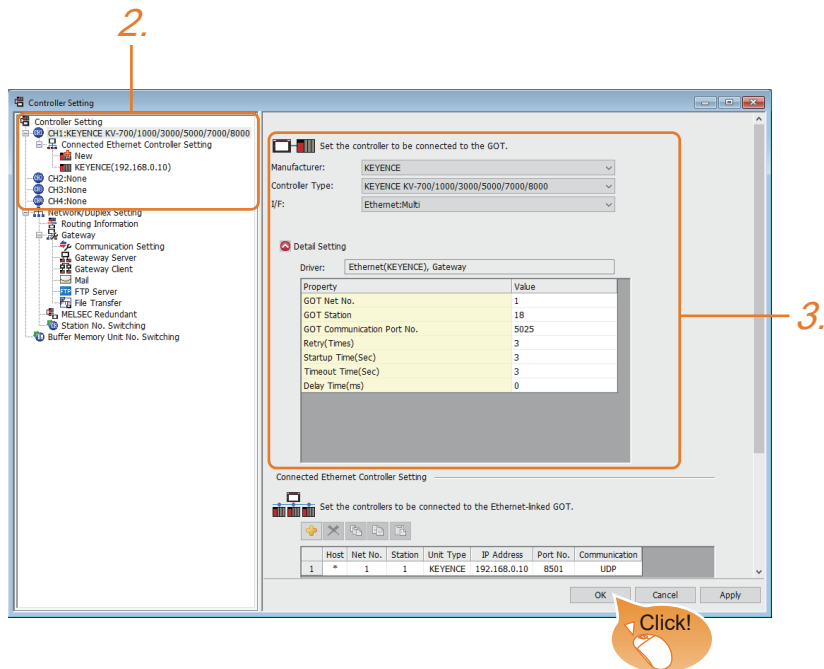 2.
Controller Setting
Controller Setting
CH1:KEYENCE KV-700/1000/3000/5000/7000/8000
Connected Ethernet Controller Setting
New
KEYENCE(192.168.0.10)
CH2:None
CH3:None
CH4:None
Network/Duplex Setting
Routing Information
Gateway
Communication Setting
Gateway Server
Gateway Client
Mail
FTP FTP Server
File Transfer
MELSEC Redundant
Station No. Switching
Buffer Memory Unit No. Switching
Set the controller to be connected to the GOT.
Manufacturer: KEYENCE
Controller Type: KEYENCE KV-700/1000/3000/5000/7000/8000
I/F: Ethernet:Multi
Detail Setting
Driver: Ethernet(KEYENCE), Gateway
Property Value
GOT Net No. 1
GOT Station 18
GOT Communication Port No. 5025
Retry(Times) 3
Startup Time(Sec) 3
Timeout Time(Sec) 3
Delay Time(ms) 0
3.
Connected Ethernet Controller Setting
Set the controllers to be connected to the Ethernet-linked GOT.
Host Net No. Station Unit Type IP Address Port No. Communication
1 * 1 1 KEYENCE 192.168.0.10 8501 UDP
OK Cancel Apply
Click!